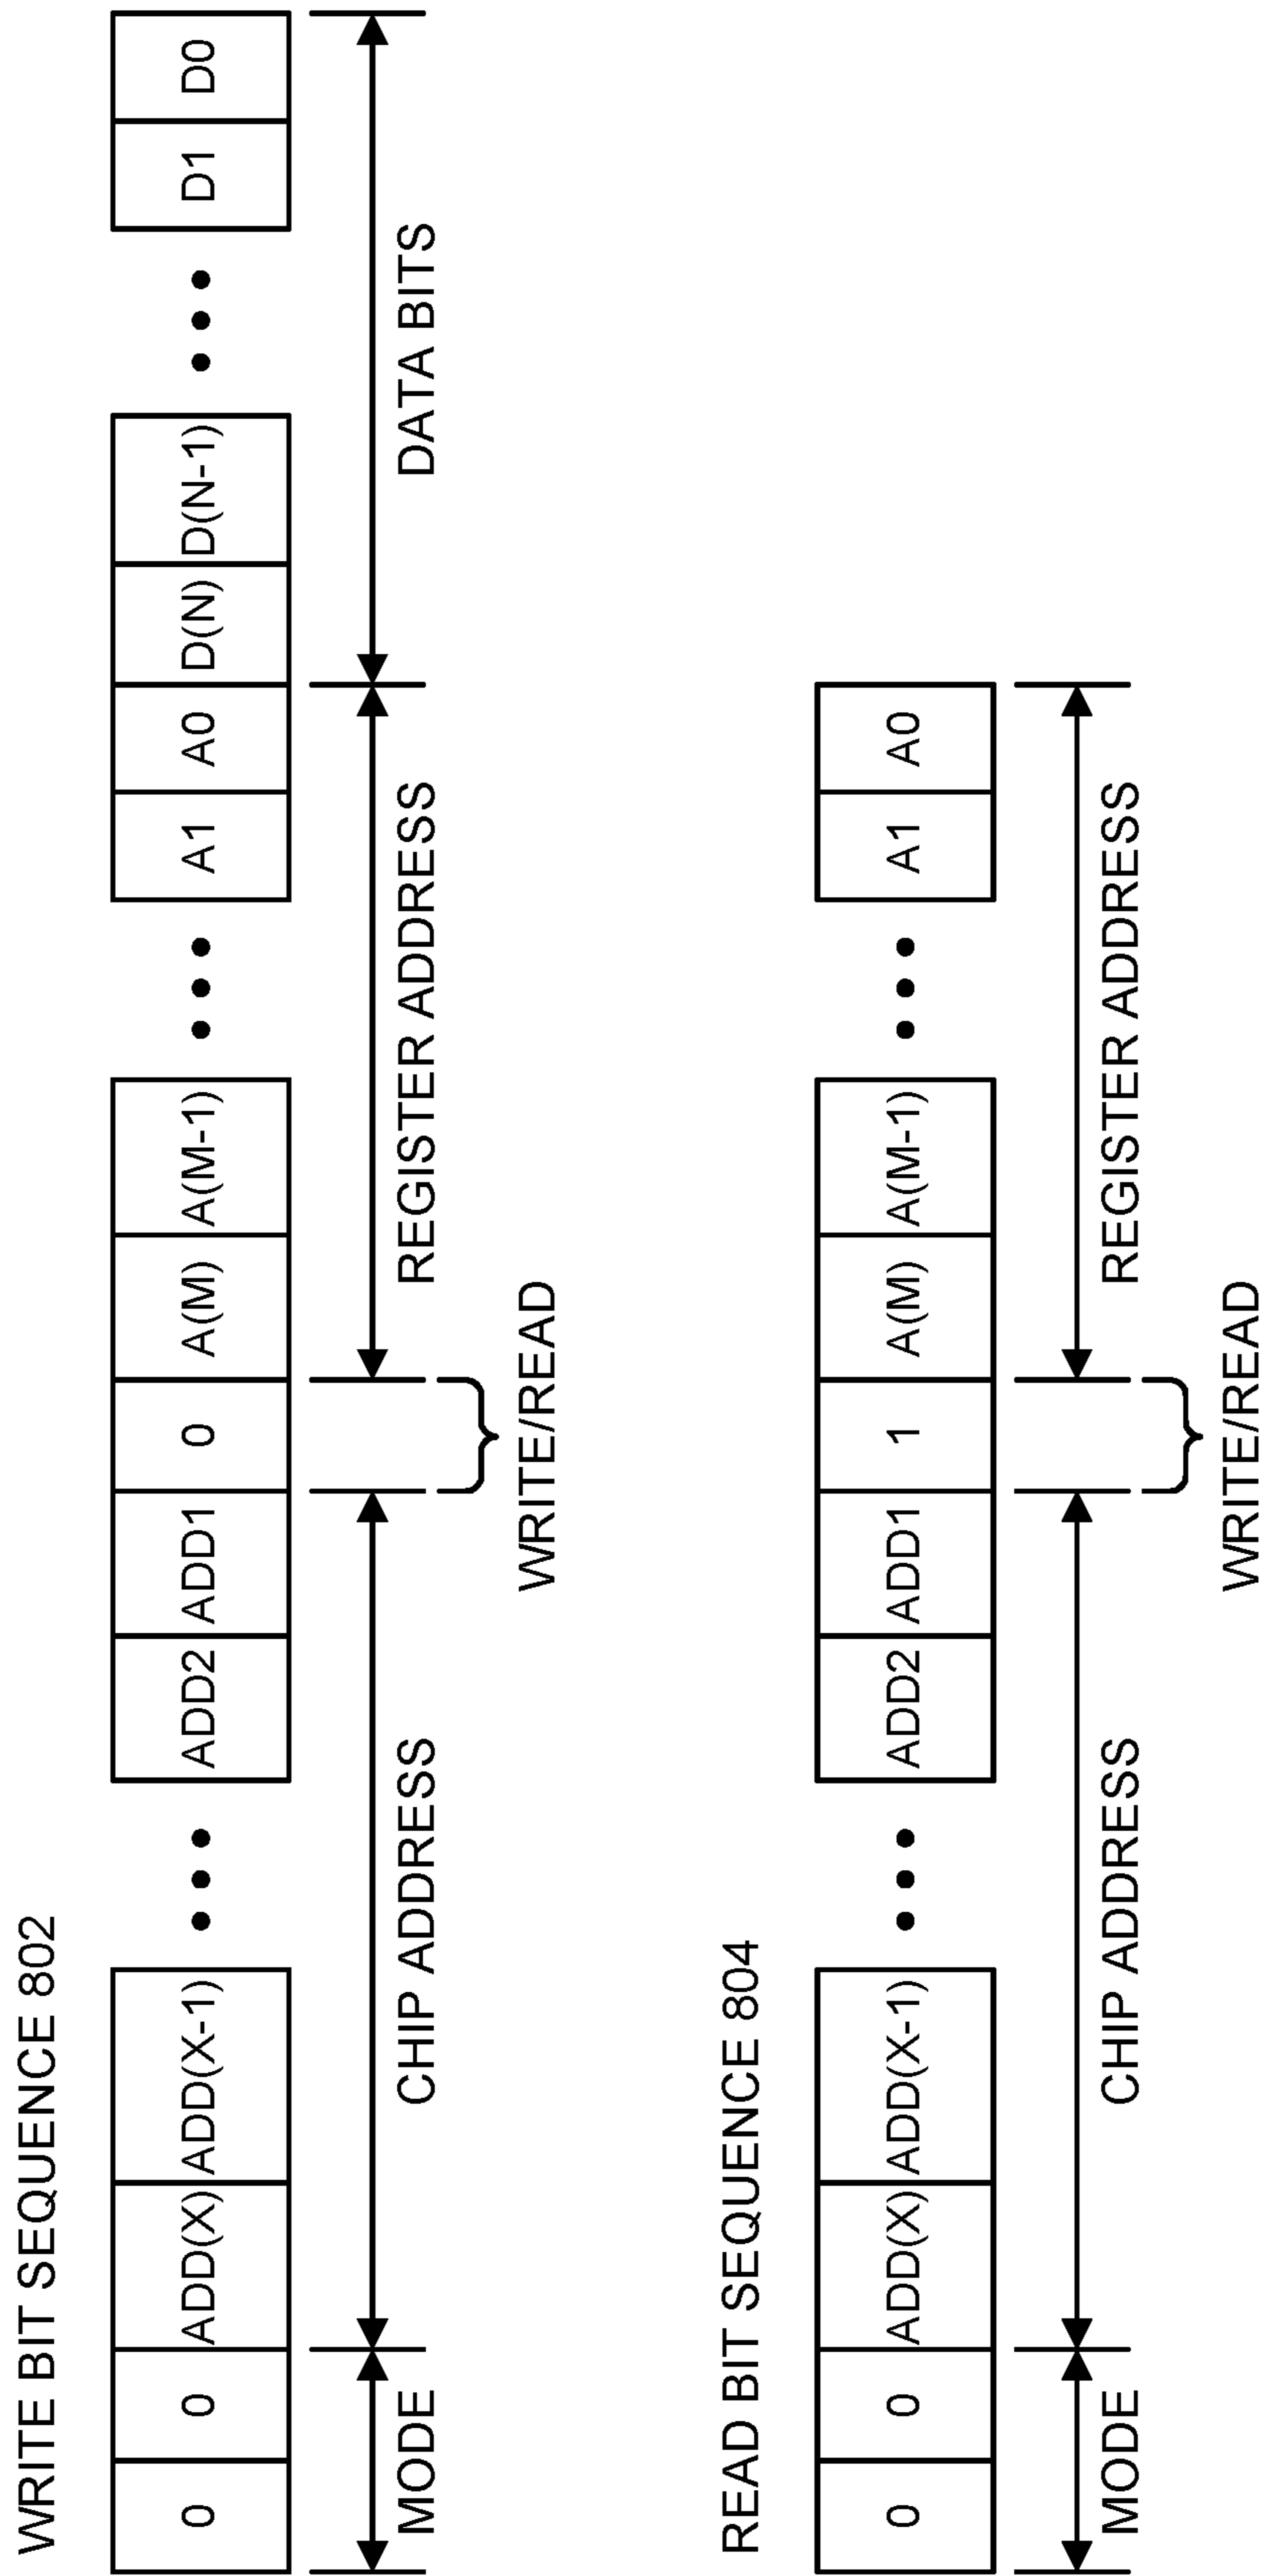 WRITE BIT SEQUENCE 802
0 0 ADD(X) ADD(X-1) ••• ADD2 ADD1 0 A(M) A(M-1) ••• A1 A0 D(N) D(N-1) ••• D1 D0
MODE CHIP ADDRESS REGISTER ADDRESS DATA BITS
WRITE/READ
READ BIT SEQUENCE 804
0 0 ADD(X) ADD(X-1) ••• ADD2 ADD1 1 A(M) A(M-1) ••• A1 A0
MODE CHIP ADDRESS REGISTER ADDRESS
WRITE/READ